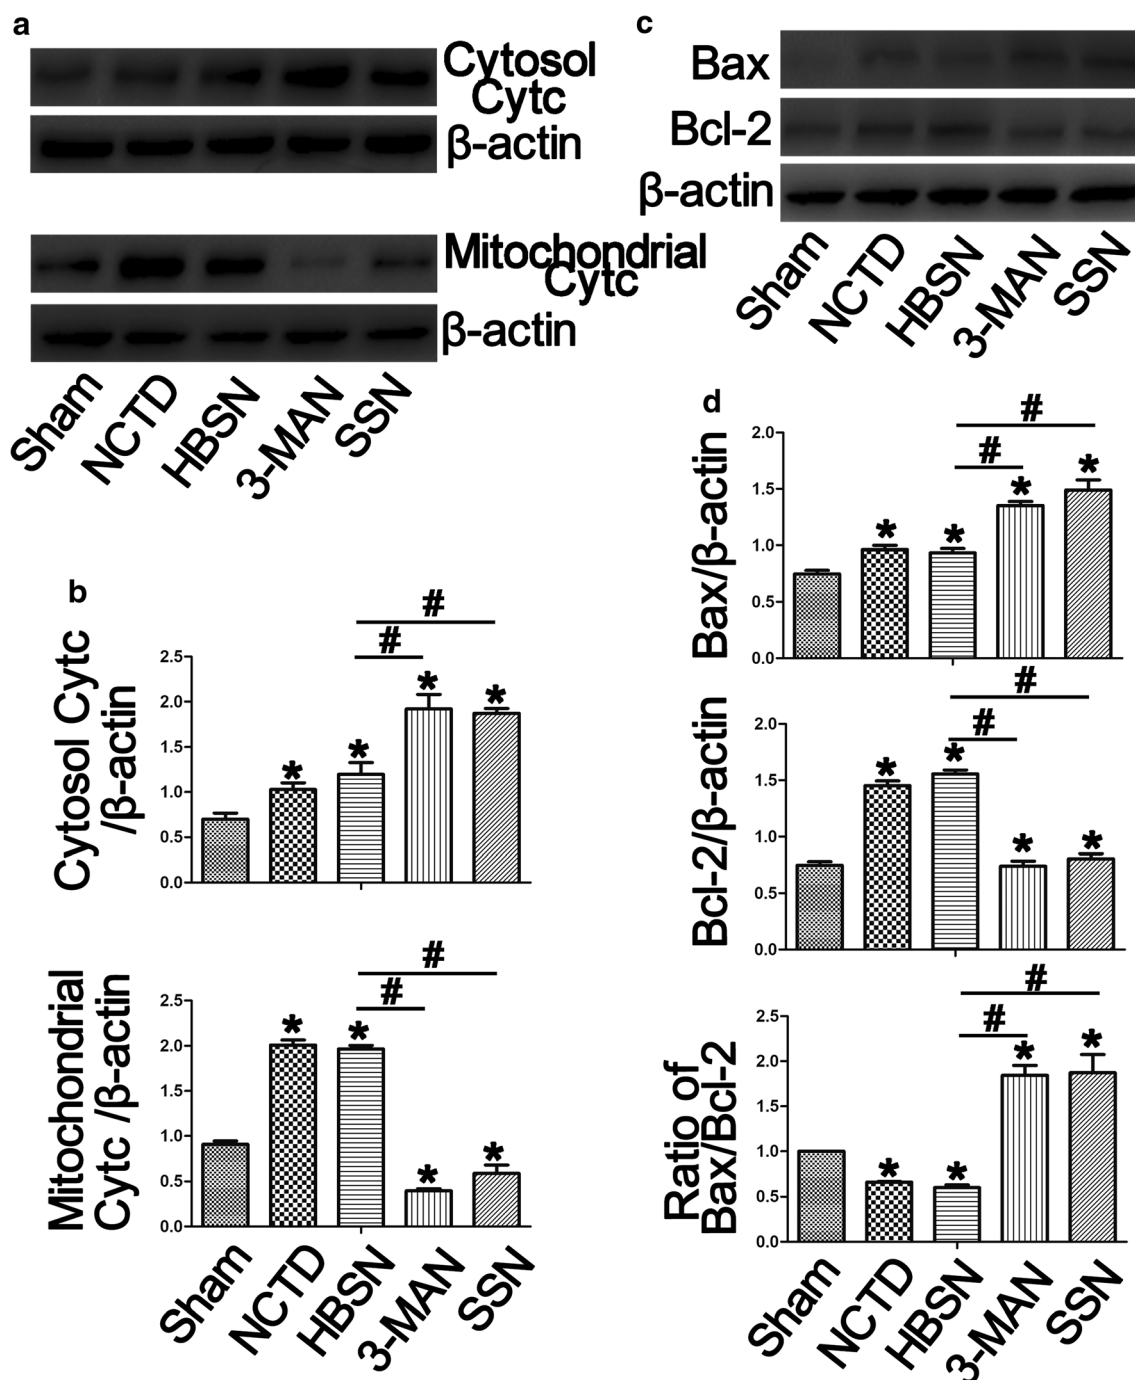 a
Cytosol
Cytc
β-actin
Mitochondrial
Cytc
β-actin
Sham
NCTD
HBSN
3-MAN
SSN
b
Cytosol Cytc
/β-actin
2.5
2.0
1.5
1.0
0.5
0.0
*
*
*
*
#
#
Mitochondrial
Cytc /β-actin
2.5
2.0
1.5
1.0
0.5
0.0
*
*
*
*
#
#
Sham
NCTD
HBSN
3-MAN
SSN
c
Bax
Bcl-2
β-actin
Sham
NCTD
HBSN
3-MAN
SSN
d
Bax/β-actin
2.0
1.5
1.0
0.5
0.0
*
*
*
*
#
#
Bcl-2/β-actin
2.0
1.5
1.0
0.5
0.0
*
*
*
*
#
#
Ratio of
Bax/Bcl-2
2.5
2.0
1.5
1.0
0.5
0.0
*
*
*
*
#
#
Sham
NCTD
HBSN
3-MAN
SSN